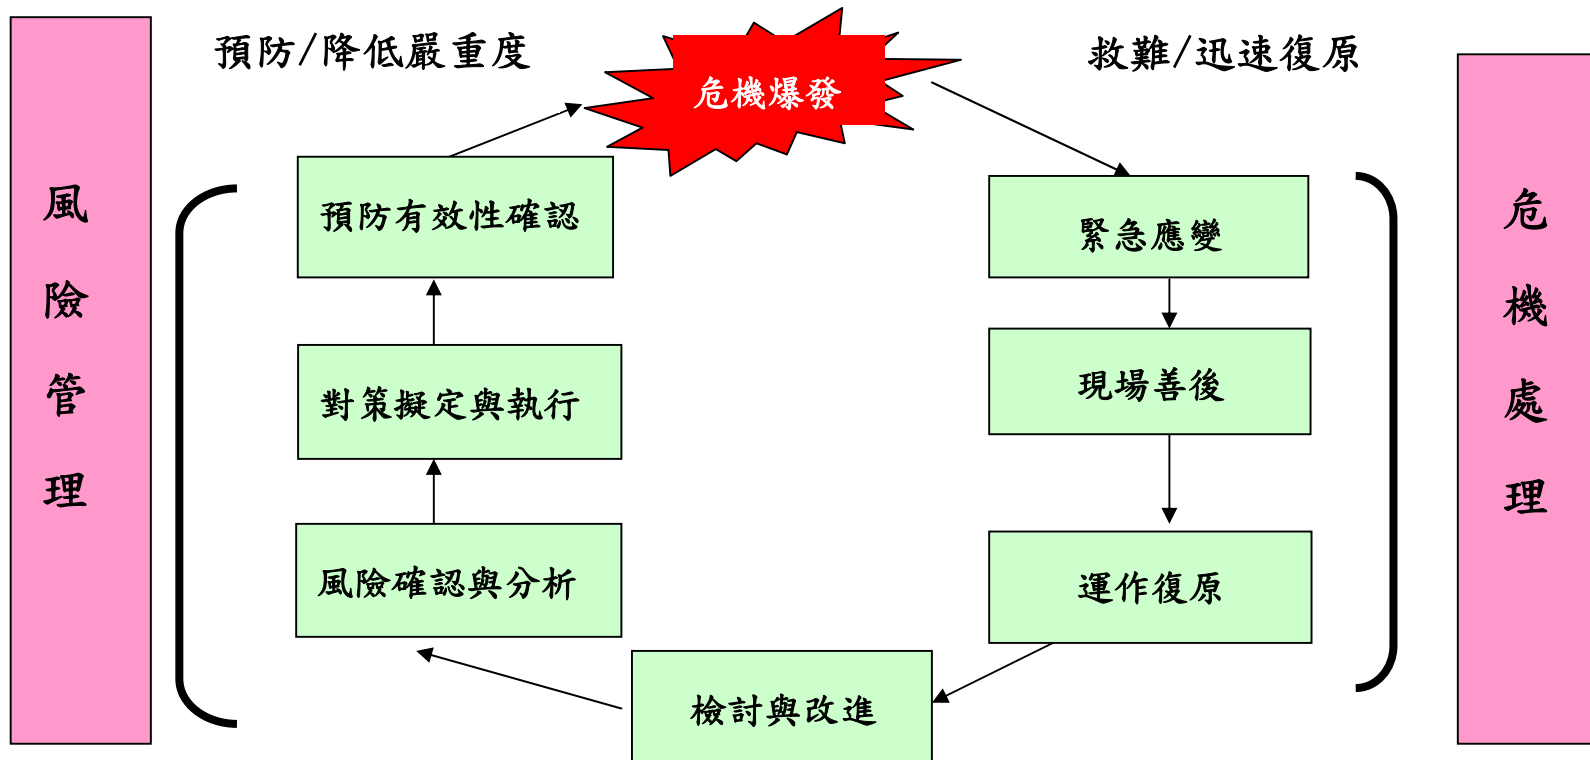 預防/降低嚴重度
救難/迅速復原
危機爆發
風險管理
預防有效性確認
對策擬定與執行
風險確認與分析
緊急應變
現場善後
運作復原
檢討與改進
危機處理